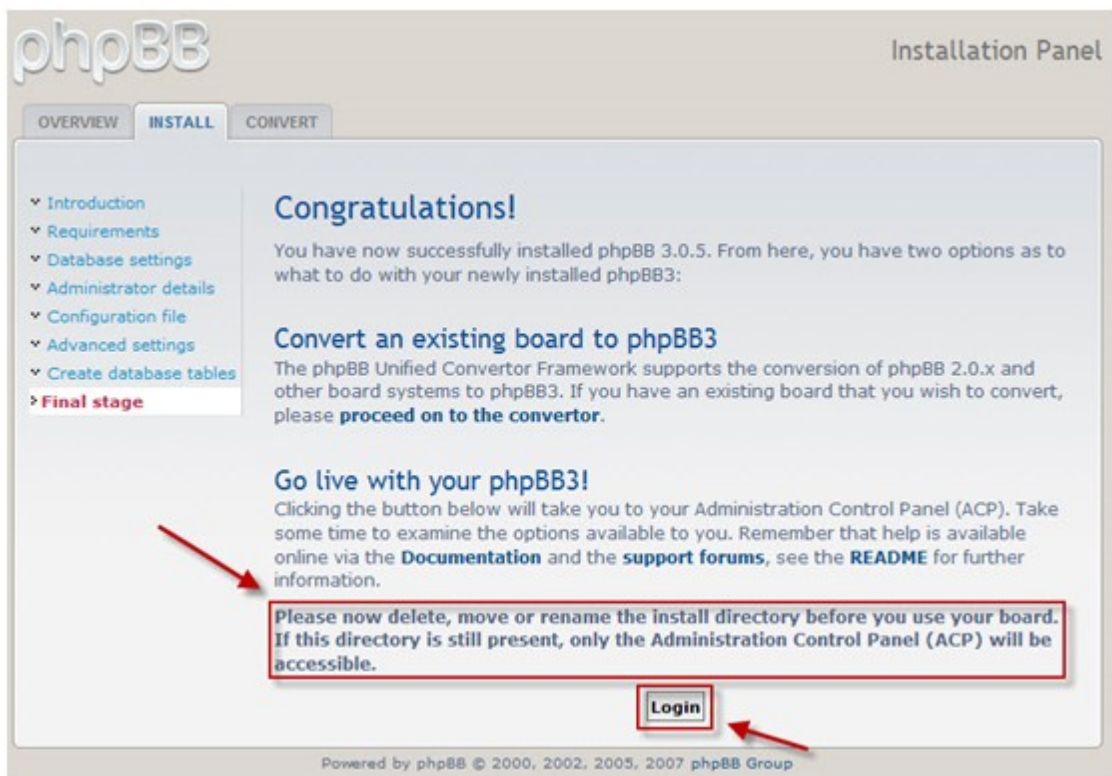 phpBB
Installation Panel
OVERVIEW INSTALL CONVERT
Introduction
Requirements
Database settings
Administrator details
Configuration file
Advanced settings
Create database tables
Final stage
Congratulations!
You have now successfully installed phpBB 3.0.5. From here, you have two options as to
what to do with your newly installed phpBB3:
Convert an existing board to phpBB3
The phpBB Unified Convertor Framework supports the conversion of phpBB 2.0.x and
other board systems to phpBB3. If you have an existing board that you wish to convert,
please proceed on to the convertor.
Go live with your phpBB3!
Clicking the button below will take you to your Administration Control Panel (ACP). Take
some time to examine the options available to you. Remember that help is available
online via the Documentation and the support forums, see the README for further
information.
Please now delete, move or rename the install directory before you use your board.
If this directory is still present, only the Administration Control Panel (ACP) will be
accessible.
Login
Powered by phpBB © 2000, 2002, 2005, 2007 phpBB Group